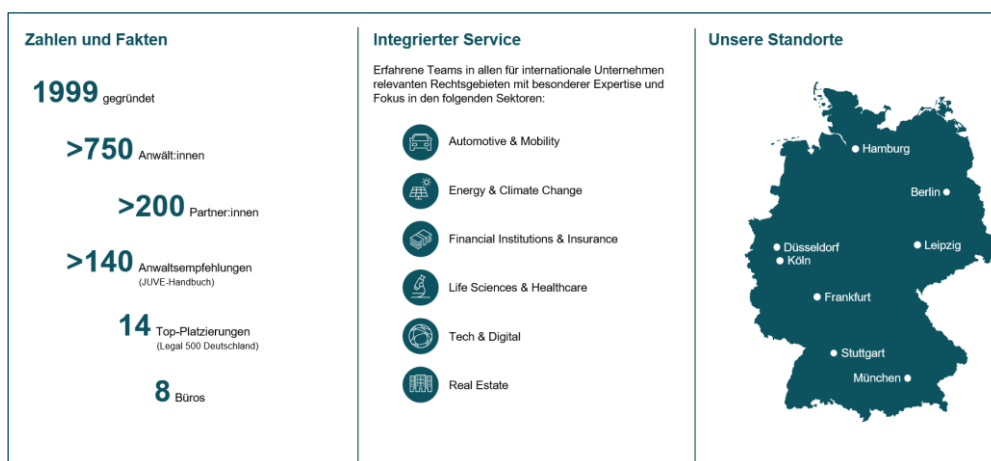 Zahlen und Fakten
1999 gegründet
>750 Anwält:innen
>200 Partner:innen
>140 Anwaltsempfehlungen
(JUVE-Handbuch)
14 Top-Platzierungen
(Legal 500 Deutschland)
8 Büros
Integrierter Service
Erfahrene Teams in allen für internationale Unternehmen
relevanten Rechtsgebieten mit besonderer Expertise und
Fokus in den folgenden Sektoren:
Automotive & Mobility
Energy & Climate Change
Financial Institutions & Insurance
Life Sciences & Healthcare
Tech & Digital
Real Estate
Unsere Standorte
Hamburg
Berlin
Düsseldorf
Leipzig
Köln
Frankfurt
Stuttgart
München